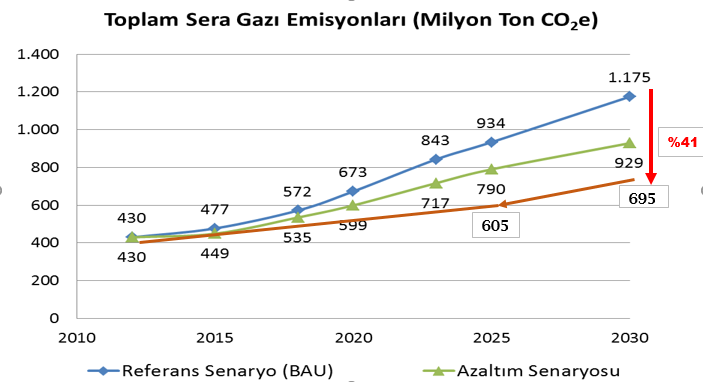 Toplam Sera Gazı Emisyonları (Milyon Ton CO₂e)
1.400
1.200
1.000
800
600
400
200
0
2010 2015 2020 2025 2030
430 477 572 673 843 934 1.175
430 449 535 599 717 790 929
605
695
%41
Referans Senaryo (BAU) Azaltım Senaryosu